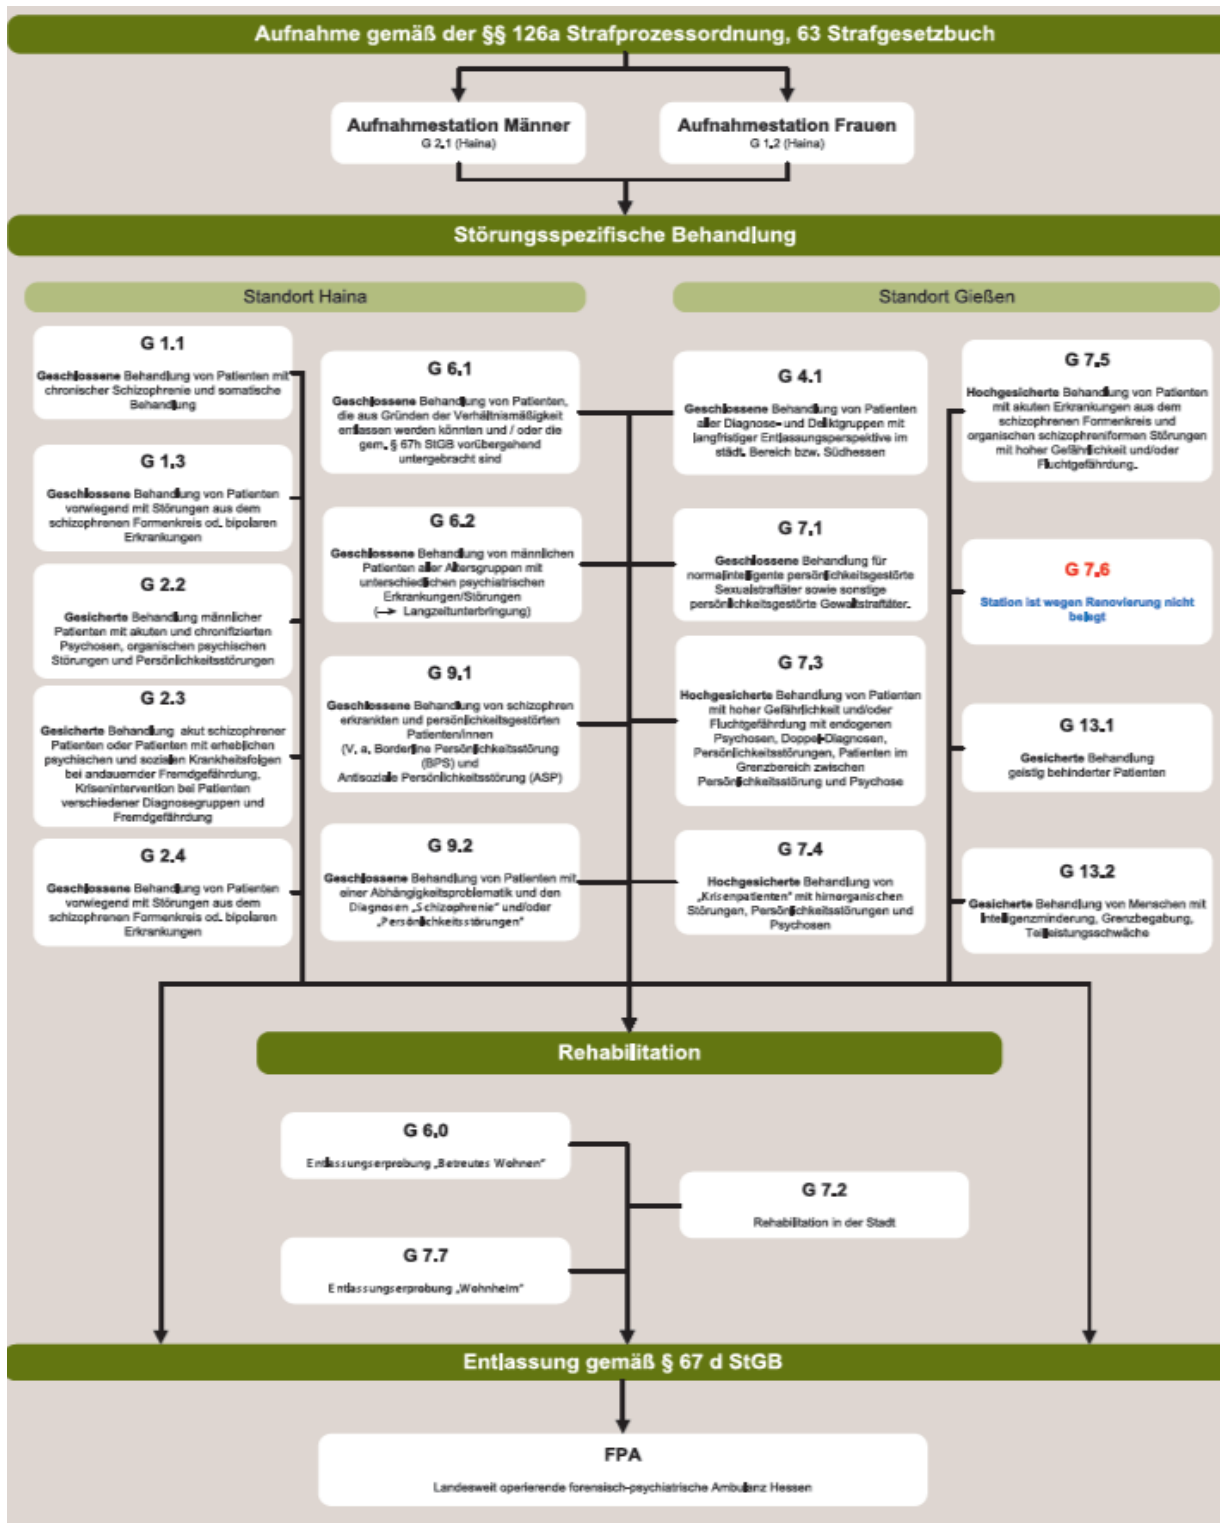 Aufnahme gemäß der §§ 126a Strafprozessordnung, 63 Strafgesetzbuch
Aufnahmestation Männer
G 2.1 (Haina)
Aufnahmestation Frauen
G 1.2 (Haina)
Störungsspezifische Behandlung
Standort Haina
Standort Gießen
G 1.1
Geschlossene Behandlung von Patienten mit
chronischer Schizophrenie und somatische
Behandlung
G 1.3
Geschlossene Behandlung von Patienten
vorwiegend mit Störungen aus dem
schizophrenen Formenkreis od. bipolaren
Erkrankungen
G 2.2
Gesicherte Behandlung männlicher
Patienten mit akuten und chronifizierten
Psychosen, organischen psychischen
Störungen und Persönlichkeitsstörungen
G 2.3
Gesicherte Behandlung akut schizophrener
Patienten oder Patienten mit erheblichen
psychischen und sozialen Krankheitsfolgen
bei andauernder Fremdgefährdung,
Krisenintervention bei Patienten
verschiedener Diagnosegruppen und
Fremdgefährdung
G 2.4
Geschlossene Behandlung von Patienten
vorwiegend mit Störungen aus dem
schizophrenen Formenkreis od. bipolaren
Erkrankungen
G 6.1
Geschlossene Behandlung von Patienten,
die aus Gründen der Verhältnismäßigkeit
entlassen werden könnten und / oder die
gem. § 67h StGB vorübergehend
untergebracht sind
G 6.2
Geschlossene Behandlung von männlichen
Patienten aller Altersgruppen mit
unterschiedlichen psychiatrischen
Erkrankungen/Störungen
(→ Langzeitunterbringung)
G 9.1
Geschlossene Behandlung von schizophren
erkrankten und persönlichkeitsgestörten
Patienten/innen
(V. a. Borderline Persönlichkeitsstörung
(BPS) und
Antisoziale Persönlichkeitsstörung (ASP)
G 9.2
Geschlossene Behandlung von Patienten mit
einer Abhängigkeitsproblematik und den
Diagnosen „Schizophrenie“ und/oder
„Persönlichkeitsstörungen“
G 4.1
Geschlossene Behandlung von Patienten
aller Diagnose- und Deliktgruppen mit
langfristiger Entlassungsperspektive im
städt. Bereich bzw. Südhessen
G 7.1
Geschlossene Behandlung für
normalintelligente persönlichkeitsgestörte
Sexualstraftäter sowie sonstige
persönlichkeitsgestörte Gewaltstraftäter.
G 7.3
Hochgesicherte Behandlung von Patienten
mit hoher Gefährlichkeit und/oder
Fluchtgefährdung mit endogenen
Psychosen, Doppel-Diagnosen,
Persönlichkeitsstörungen, Patienten im
Grenzbereich zwischen
Persönlichkeitsstörung und Psychose
G 7.4
Hochgesicherte Behandlung von
„Krisenpatienten“ mit hirnorganischen
Störungen, Persönlichkeitsstörungen und
Psychosen
G 7.5
Hochgesicherte Behandlung von Patienten
mit akuten Erkrankungen aus dem
schizophrenen Formenkreis und
organischen schizophreniformen Störungen
mit hoher Gefährlichkeit und/oder
Fluchtgefährdung.
G 7.6
Station ist wegen Renovierung nicht
belegt
G 13.1
Gesicherte Behandlung
geistig behinderter Patienten
G 13.2
Gesicherte Behandlung von Menschen mit
Intelligenzminderung, Grenzbegabung,
Teilleistungsschwäche
Rehabilitation
G 6.0
Entlassungserprobung „Betreutes Wohnen“
G 7.2
Rehabilitation in der Stadt
G 7.7
Entlassungserprobung „Wohnheim“
Entlassung gemäß § 67 d StGB
FPA
Landesweit operierende forensisch-psychiatrische Ambulanz Hessen